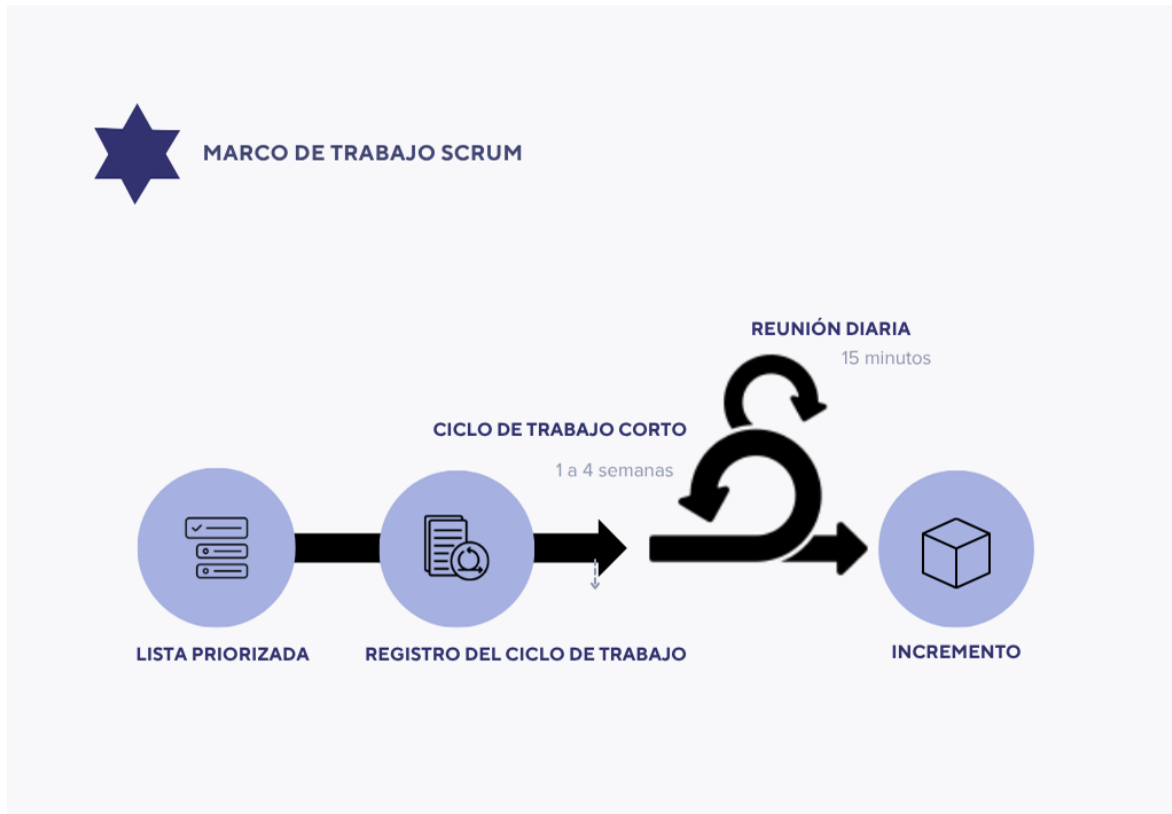 MARCO DE TRABAJO SCRUM
REUNIÓN DIARIA
15 minutos
CICLO DE TRABAJO CORTO
1 a 4 semanas
LISTA PRIORIZADA
REGISTRO DEL CICLO DE TRABAJO
INCREMENTO